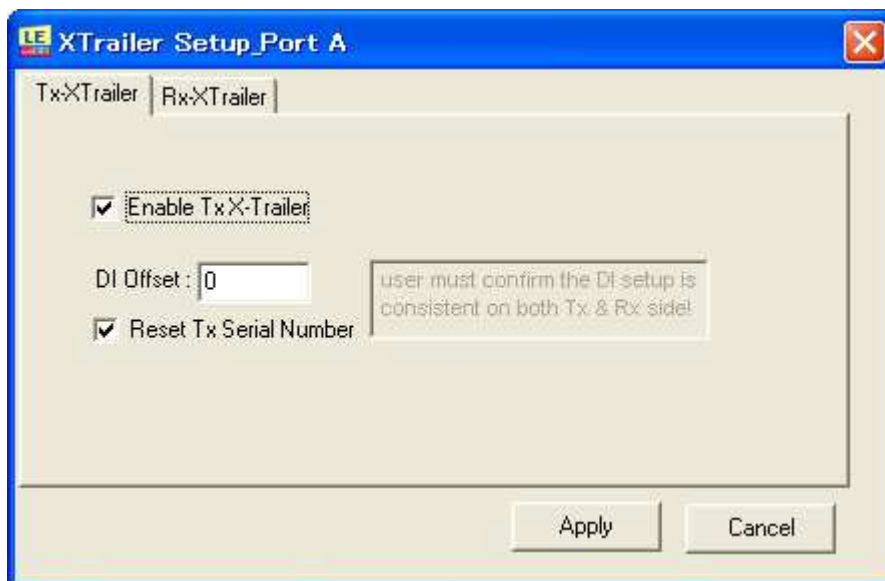 LE
XTrailer Setup_Port A
Tx-XTrailer
Rx-XTrailer
Enable Tx X-Trailer
DI Offset : 0
user must confirm the DI setup is
consistent on both Tx & Rx side!
Reset Tx Serial Number
Apply
Cancel